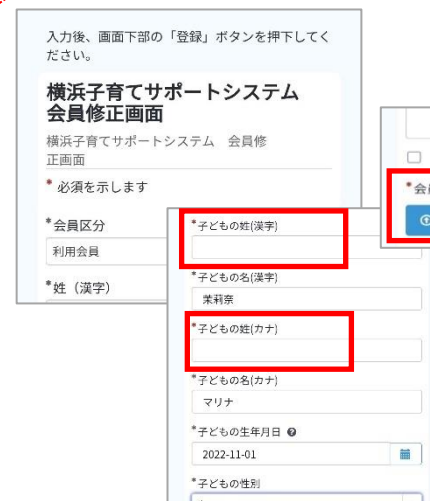 入力後、画面下部の「登録」ボタンを押下してく
ださい。
横浜子育てサポートシステム
会員修正画面
横浜子育てサポートシステム 会員修
正画面
* 必須を示します
*会員区分
利用会員
*姓（漢字）
*子どもの姓(漢字)
*子どもの名(漢字)
茉莉奈
*子どもの姓(カナ)
*子どもの名(カナ)
マリナ
*子どもの生年月日
2022-11-01
*子どもの性別
*会